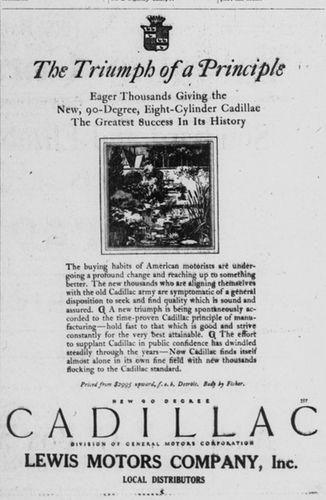 The Triumph of a Principle
Eager Thousands Giving the
New, 90-Degree, Eight-Cylinder Cadillac
The Greatest Success In Its History
The buying habits of American motorists are under-
going a profound change and reaching up to something
better. The new thousands who are aligning themselves
with the old Cadillac army are symptomatic of a general
disposition to seek and find quality which is sound and
assured. ¶ A new triumph is being spontaneously ac-
corded to the time-proven Cadillac principle of manu-
facturing—hold fast to that which is good and strive
constantly for the very best attainable. ¶ The effort
to supplant Cadillac in public confidence has dwindled
steadily through the years—Now Cadillac finds itself
almost alone in its own fine field with new thousands
flocking to the Cadillac standard.
Priced from $2995 upward, f. o. b. Detroit. Body by Fisher.
NEW 90 DEGREE
CADILLAC
DIVISION OF GENERAL MOTORS CORPORATION
LEWIS MOTORS COMPANY, Inc.
LOCAL DISTRIBUTORS